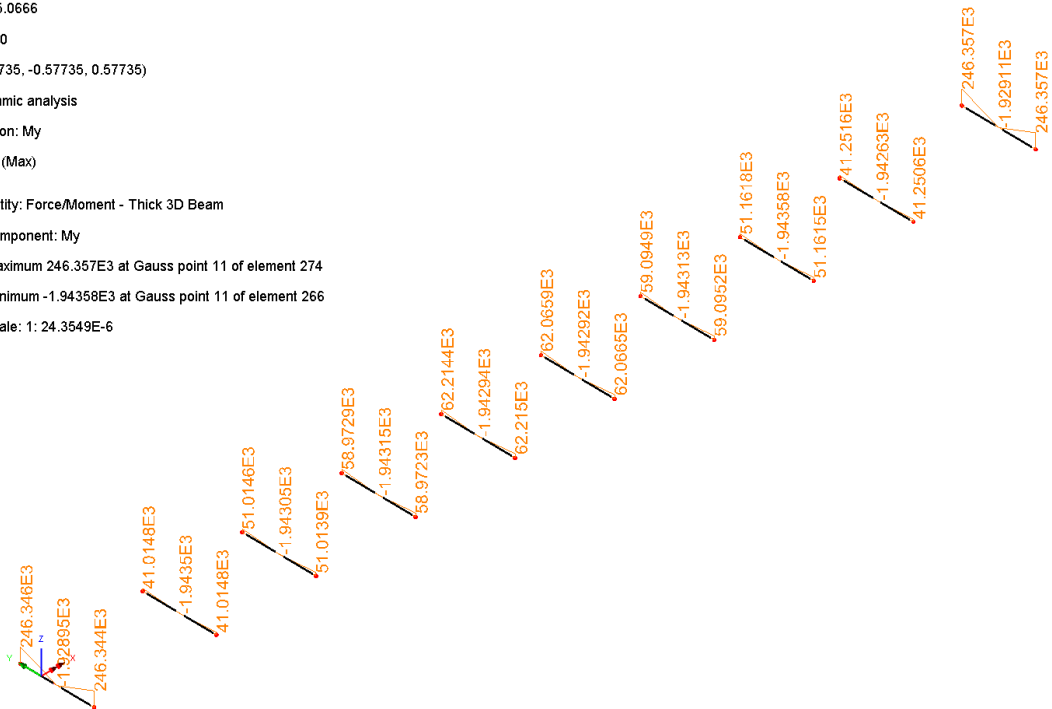 5.0666
0
735, -0.57735, 0.57735)
mic analysis
on: My
(Max)
tity: Force/Moment - Thick 3D Beam
mponent: My
aximum 246.357E3 at Gauss point 11 of element 274
nimum -1.94358E3 at Gauss point 11 of element 266
ale: 1: 24.3549E-6
246.357E3
-1.92911E3
246.357E3
41.2516E3
-1.94263E3
41.2506E3
51.1618E3
-1.94358E3
51.1615E3
59.0949E3
-1.94313E3
59.0952E3
62.0659E3
-1.94292E3
62.0665E3
62.2144E3
-1.94294E3
62.215E3
58.9729E3
-1.94315E3
58.9723E3
51.0146E3
-1.94305E3
51.0139E3
41.0148E3
-1.9435E3
41.0148E3
246.346E3
-1.92895E3
246.344E3
Z
Y
X